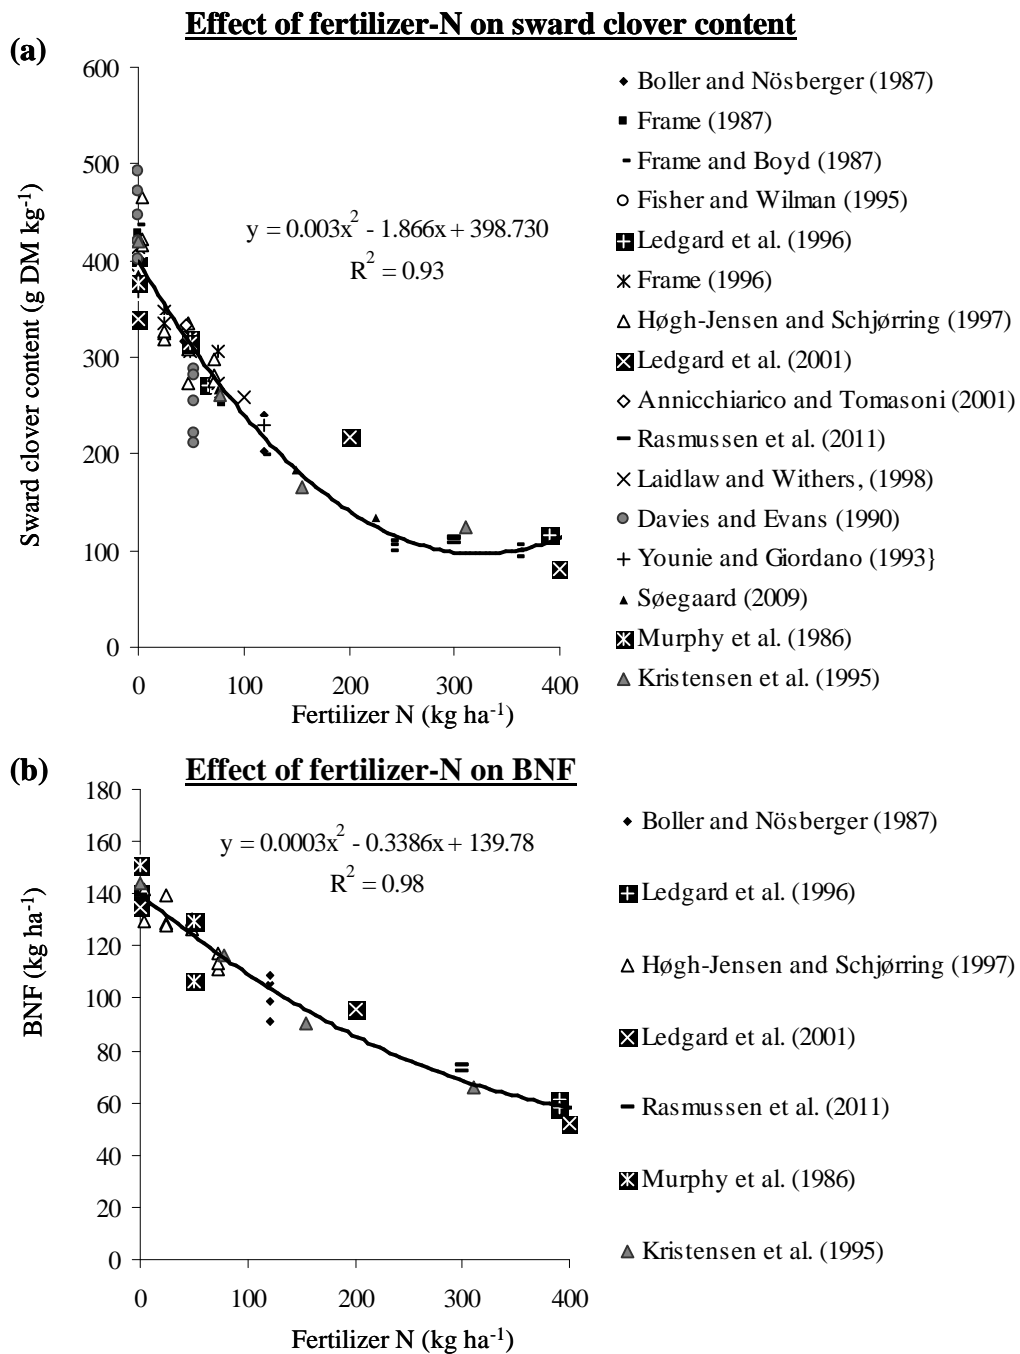 Effect of fertilizer-N on sward clover content
(a)
600
500
400
300
200
100
0
Sward clover content (g DM kg-1)
y = 0.003x2 - 1.866x + 398.730
R2 = 0.93
0 100 200 300 400
Fertilizer N (kg ha-1)
Boller and Nösberger (1987)
Frame (1987)
Frame and Boyd (1987)
Fisher and Wilman (1995)
Ledgard et al. (1996)
Frame (1996)
Høgh-Jensen and Schjørring (1997)
Ledgard et al. (2001)
Annicchiarico and Tomasoni (2001)
Rasmussen et al. (2011)
Laidlaw and Withers, (1998)
Davies and Evans (1990)
Younie and Giordano (1993}
Søegaard (2009)
Murphy et al. (1986)
Kristensen et al. (1995)
(b)
Effect of fertilizer-N on BNF
180
160
140
120
100
80
60
40
20
0
BNF (kg ha-1)
y = 0.0003x2 - 0.3386x + 139.78
R2 = 0.98
0 100 200 300 400
Fertilizer N (kg ha-1)
Boller and Nösberger (1987)
Ledgard et al. (1996)
Høgh-Jensen and Schjørring (1997)
Ledgard et al. (2001)
Rasmussen et al. (2011)
Murphy et al. (1986)
Kristensen et al. (1995)